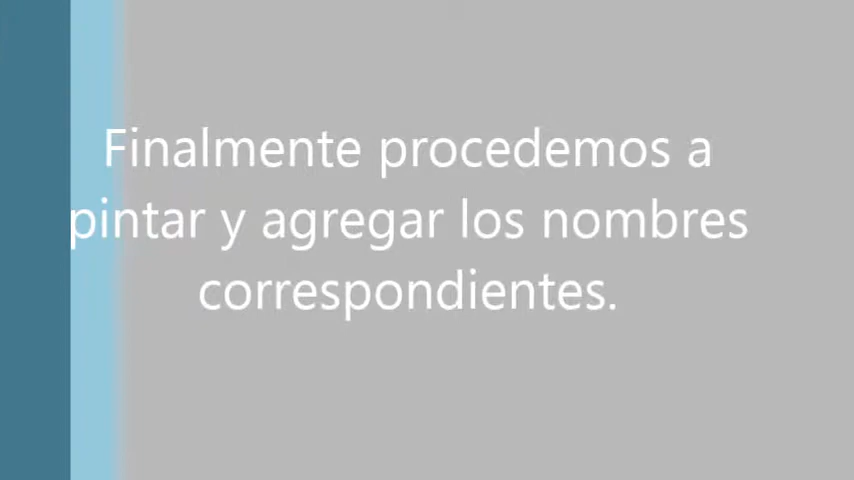 Finalmente procedemos a
pintar y agregar los nombres
correspondientes.